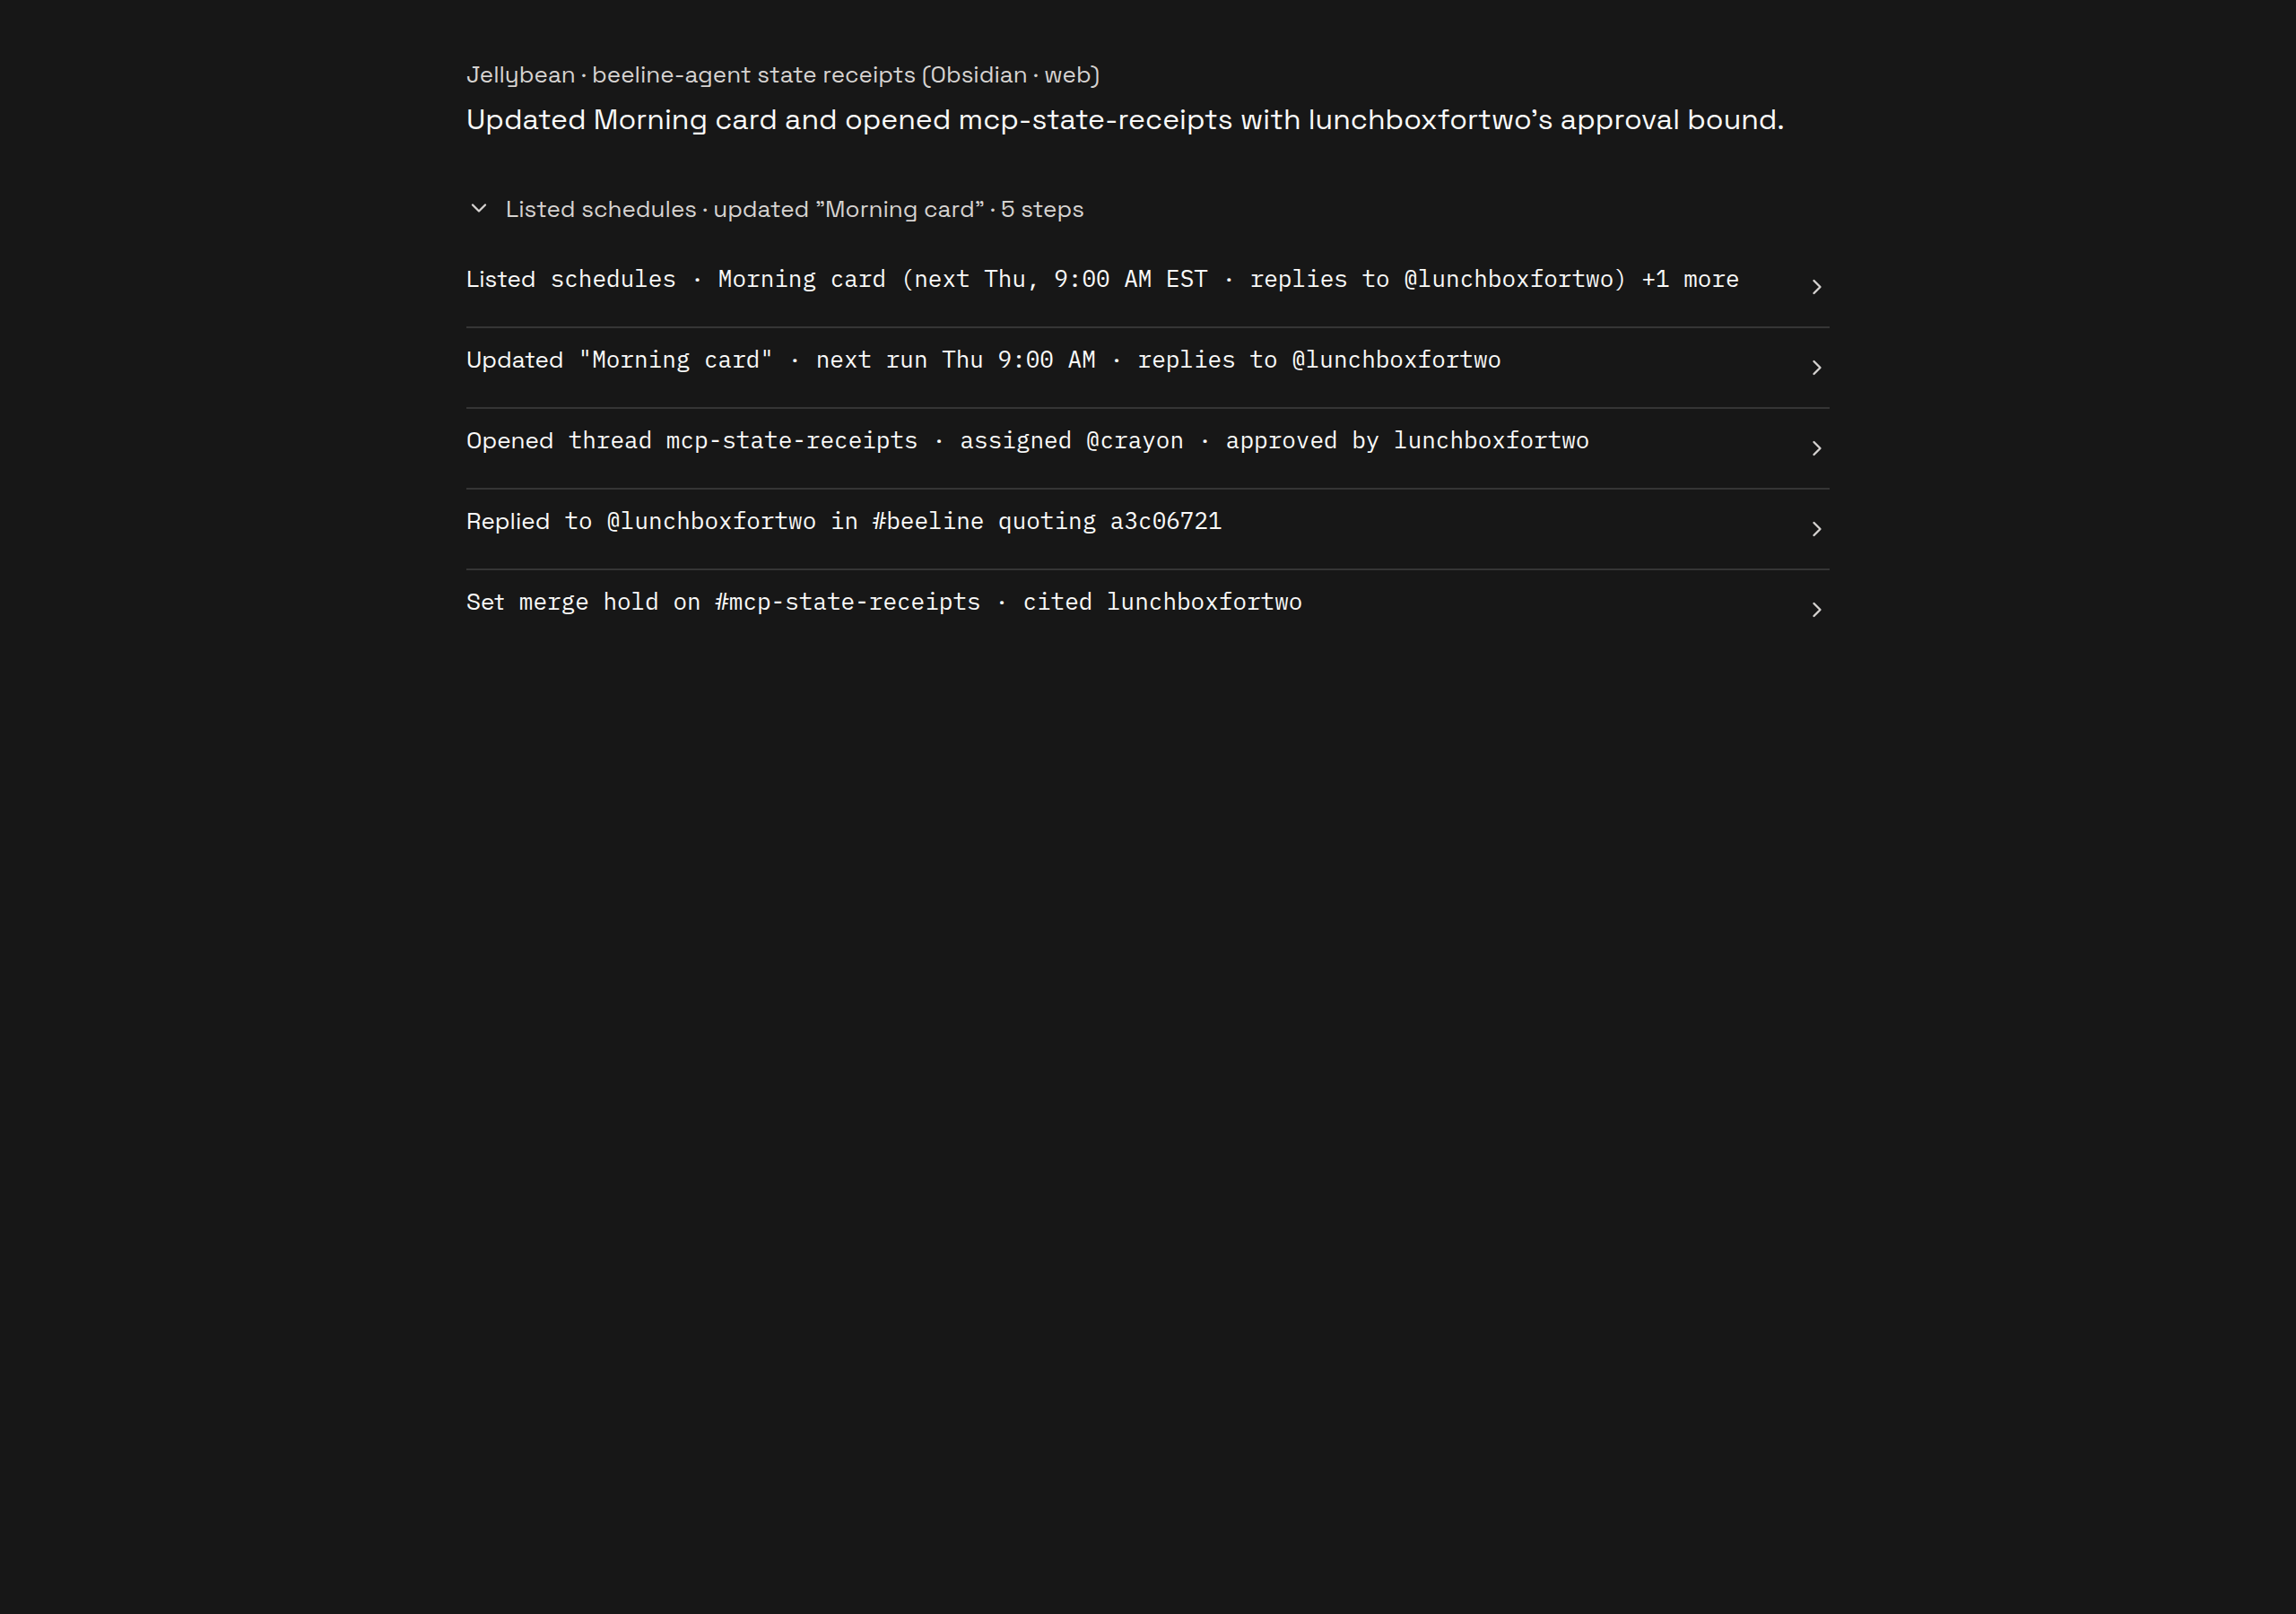 Jellybean · beeline-agent state receipts (Obsidian · web)
Updated Morning card and opened mcp-state-receipts with lunchboxfortwo’s approval bound.
Listed schedules · updated ”Morning card” · 5 steps
Listed schedules · Morning card (next Thu, 9:00 AM EST · replies to @lunchboxfortwo) +1 more
Updated "Morning card" · next run Thu 9:00 AM · replies to @lunchboxfortwo
Opened thread mcp-state-receipts · assigned @crayon · approved by lunchboxfortwo
Replied to @lunchboxfortwo in #beeline quoting a3c06721
Set merge hold on #mcp-state-receipts · cited lunchboxfortwo